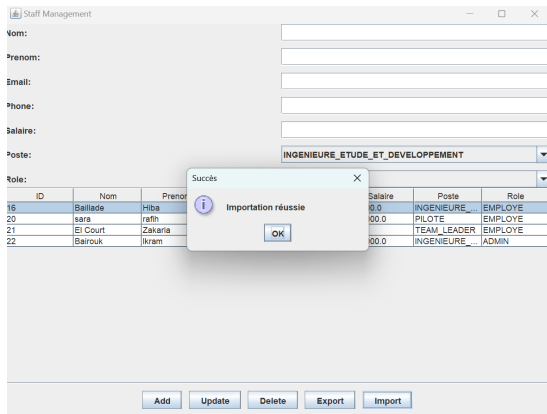 Staff Management
Nom:
Prenom:
Email:
Phone:
Salaire:
Poste: INGENIEURE_ETUDE_ET_DEVELOPPEMENT
Role:
Succès
Importation réussie
OK
ID Nom Prenom Salaire Poste Role
16 Baillade Hiba INGENIEURE_... EMPLOYE
20 sara rafih PILOTE EMPLOYE
21 El Court Zakaria TEAM_LEADER EMPLOYE
22 Bairouk Ikram INGENIEURE_... ADMIN
Add Update Delete Export Import